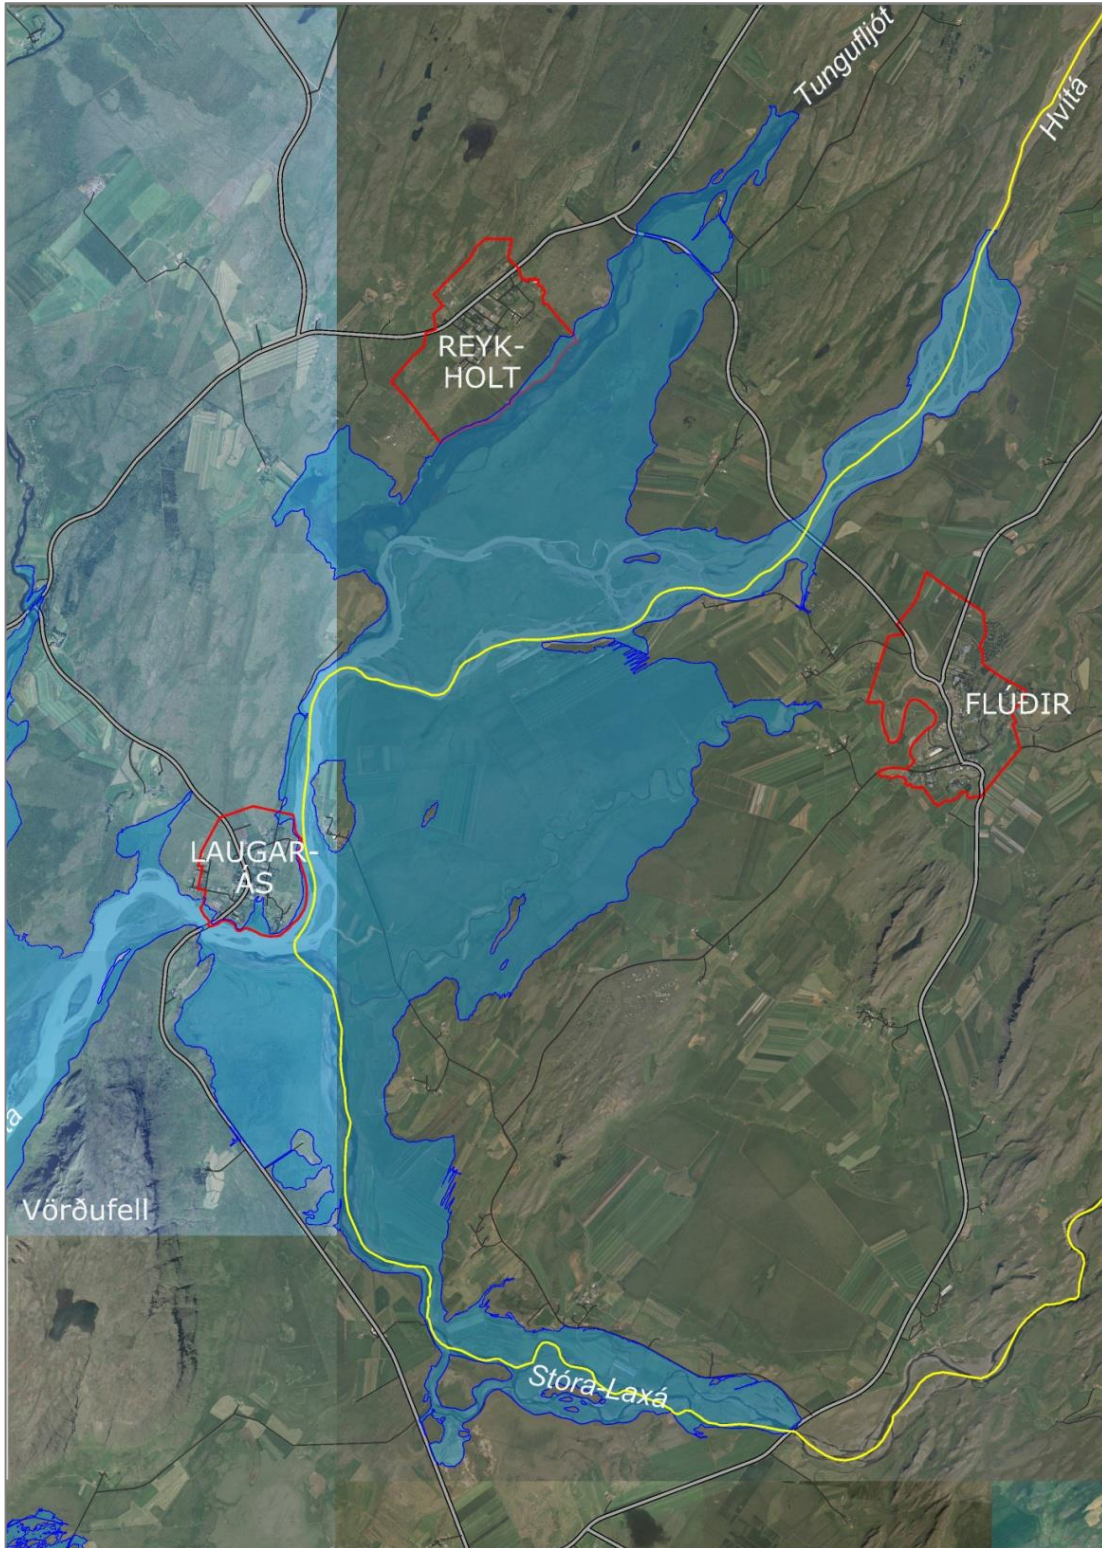 Tungufljót
Hvítá
REYK-
HOLT
FLÚÐIR
LAUGAR-
ÁS
Vörðufell
Stóra-Laxá